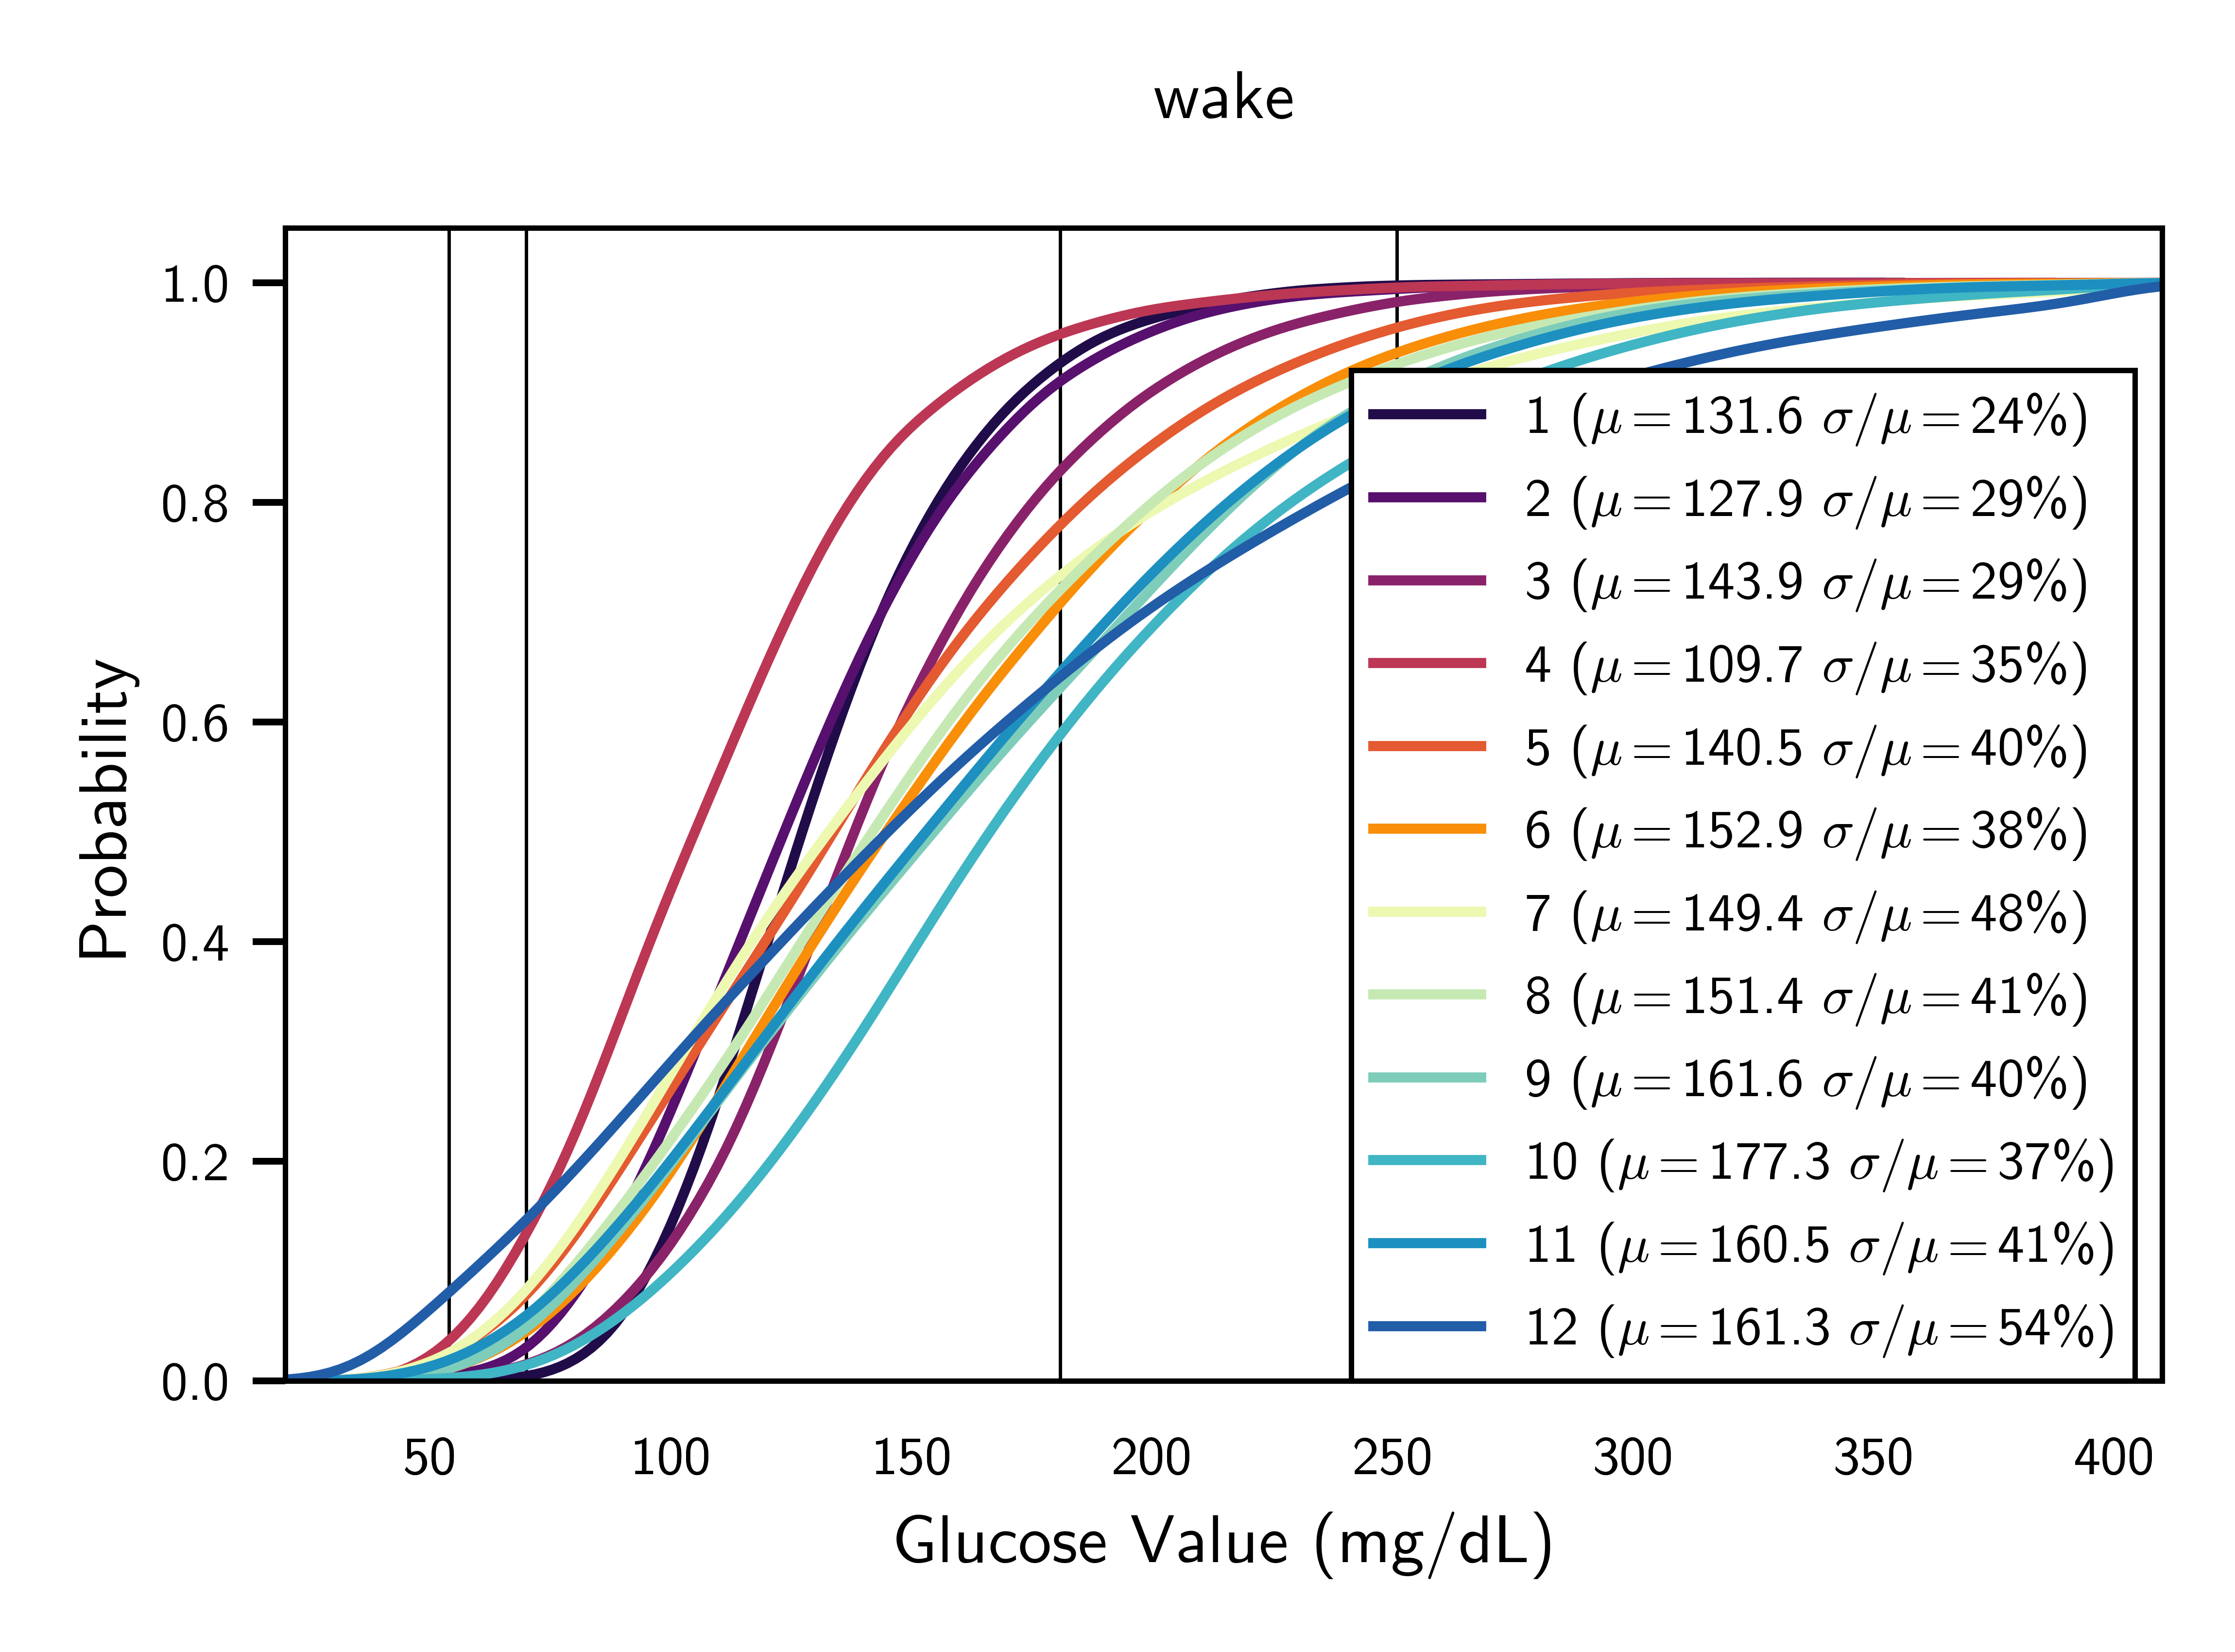 wake
1.0
0.8
0.6
0.4
0.2
0.0
Probability
50 100 150 200 250 300 350 400
Glucose Value (mg/dL)
1 (μ=131.6 σ/μ=24%)
2 (μ=127.9 σ/μ=29%)
3 (μ=143.9 σ/μ=29%)
4 (μ=109.7 σ/μ=35%)
5 (μ=140.5 σ/μ=40%)
6 (μ=152.9 σ/μ=38%)
7 (μ=149.4 σ/μ=48%)
8 (μ=151.4 σ/μ=41%)
9 (μ=161.6 σ/μ=40%)
10 (μ=177.3 σ/μ=37%)
11 (μ=160.5 σ/μ=41%)
12 (μ=161.3 σ/μ=54%)